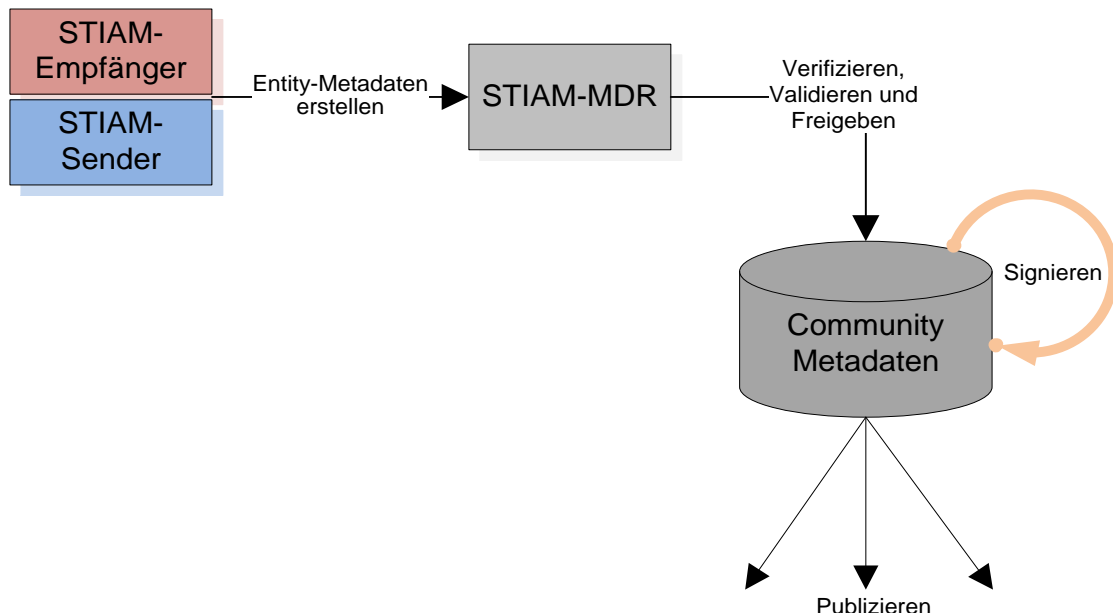 STIAM-
Empfänger
STIAM-
Sender
Entity-Metadaten
erstellen
STIAM-MDR
Verifizieren,
Validieren und
Freigeben
Signieren
Community
Metadaten
Publizieren